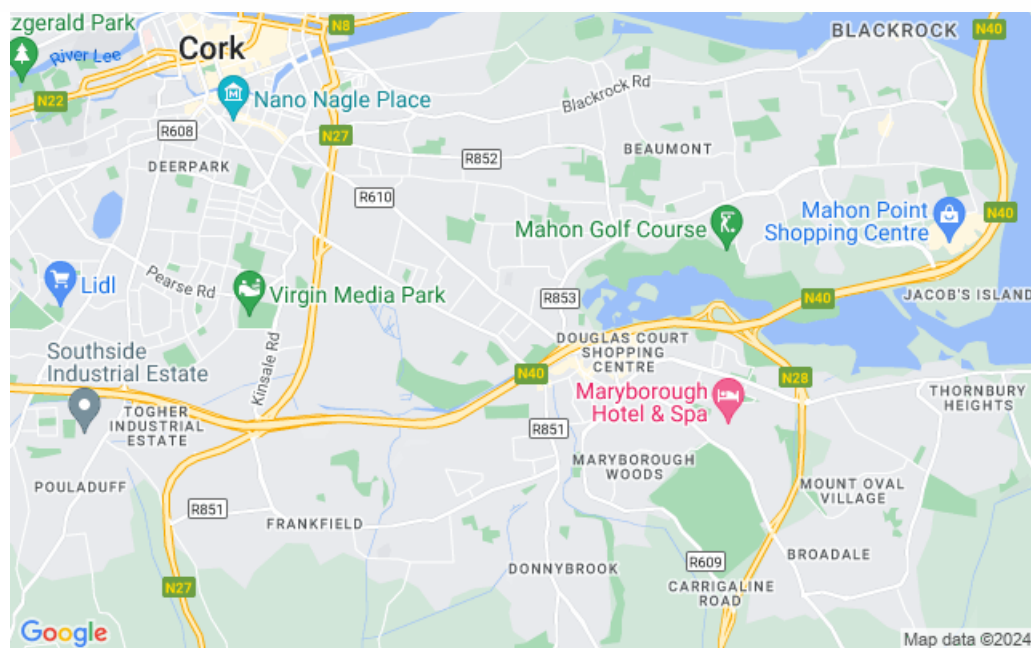 zgerald Park
N8
BLACKROCK
N40
Cork
River Lee
N22
Nano Nagle Place
Blackrock Rd
R608
N27
BEAUMONT
DEERPARK
R852
R610
Mahon Golf Course
Mahon Point
Shopping Centre
N40
Pearse Rd
Lidl
Virgin Media Park
R853
N40
JACOB'S ISLAND
Kinsale Rd
DOUGLAS COURT
SHOPPING
CENTRE
Southside
Industrial Estate
N40
N28
Maryborough
Hotel & Spa
THORNBURY
HEIGHTS
TOGHER
INDUSTRIAL
ESTATE
R851
MARYBOROUGH
WOODS
POULADUFF
MOUNT OVAL
VILLAGE
R851
FRANKFIELD
BROADALE
DONNYBROOK
R609
N27
CARRIGALINE
ROAD
Google
Map data ©2024